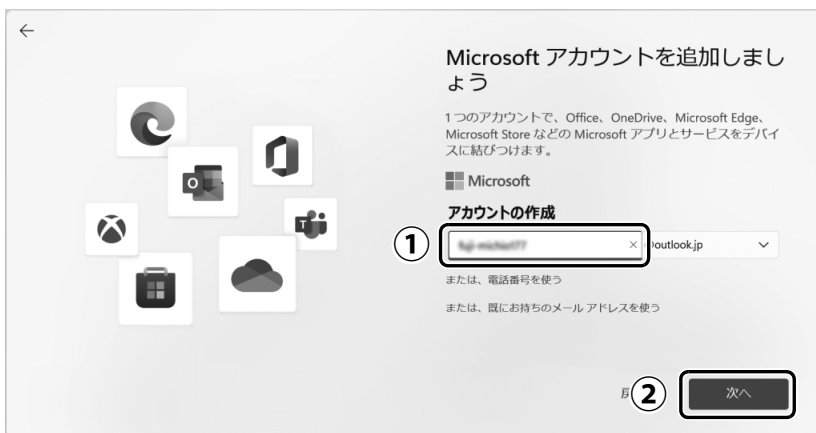 Microsoft アカウントを追加しまし
ょう
1 つのアカウントで、Office、OneDrive、Microsoft Edge、
Microsoft Store などの Microsoft アプリとサービスをデバイ
スに結びつけます。
Microsoft
アカウントの作成
① outlook.jp
または、電話番号を使う
または、既にお持ちのメール アドレスを使う
② 次へ